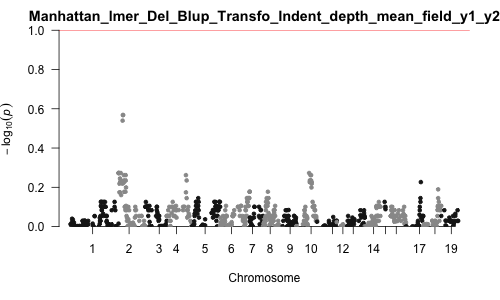 Manhattan_lmer_Del_Blup_Transfo_Indent_depth_mean_field_y1_y2
1.0
0.8
0.6
0.4
0.2
0.0
− log10(p)
1 2 3 4 5 6 7 8 9 10 12 14 17 19
Chromosome